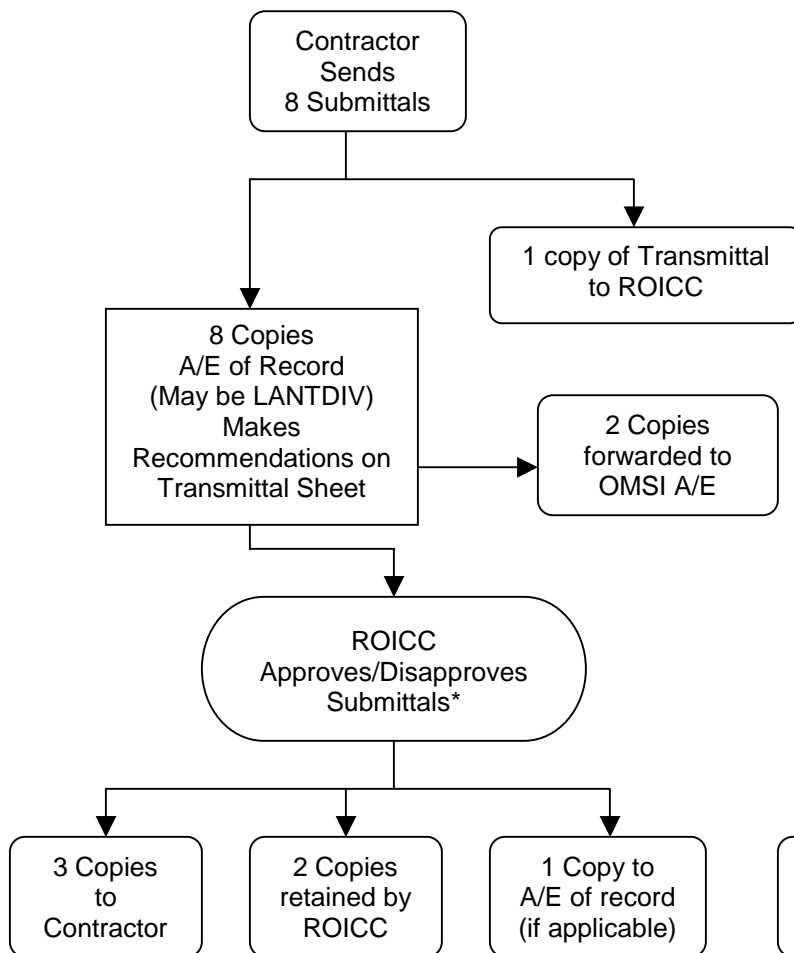 Contractor
Sends
8 Submittals
1 copy of Transmittal
to ROICC
8 Copies
A/E of Record
(May be LANTDIV)
Makes
Recommendations on
Transmittal Sheet
2 Copies
forwarded to
OMSI A/E
ROICC
Approves/Disapproves
Submittals*
3 Copies
to
Contractor
2 Copies
retained by
ROICC
1 Copy to
A/E of record
(if applicable)